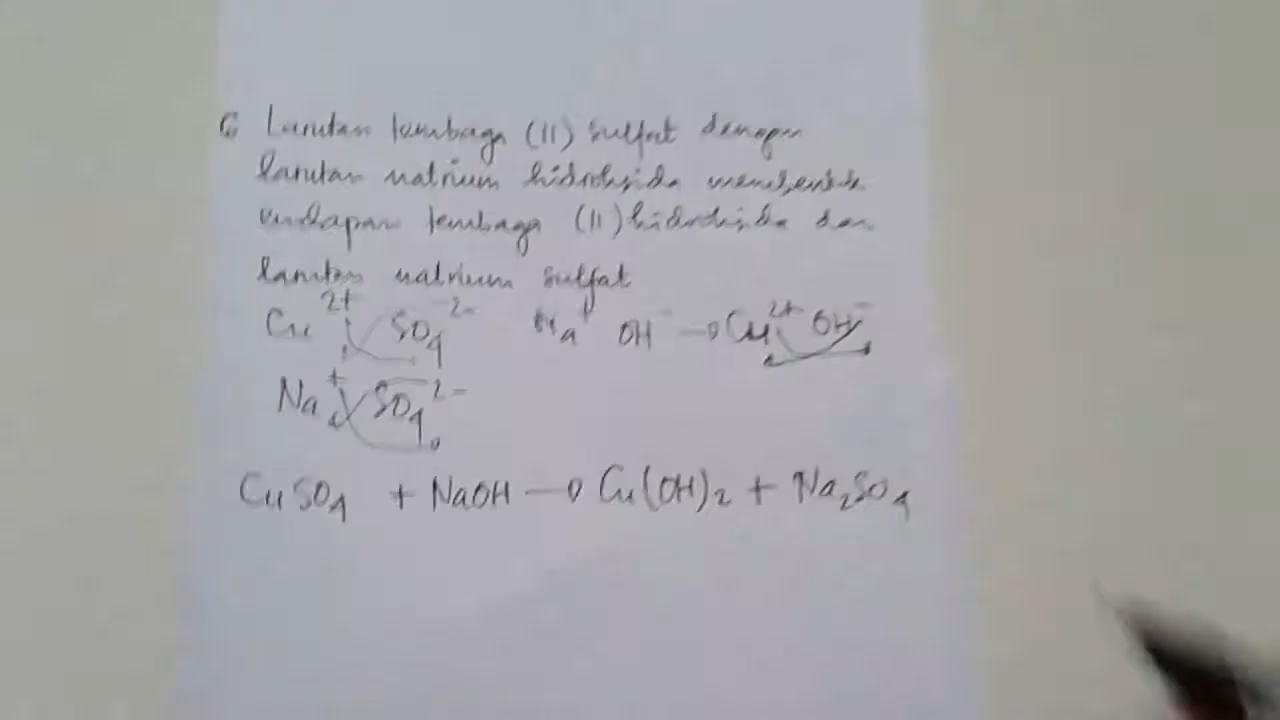 6 Larutan tembaga (II) sulfat dengan
larutan natrium hidroksida membentuk
endapan tembaga (II) hidroksida dan
larutan natrium sulfat
Cu²⁺ SO₄²⁻ Na⁺ OH⁻ → Cu²⁺ OH⁻
Na⁺ SO₄²⁻
CuSO₄ + NaOH → Cu(OH)₂ + Na₂SO₄